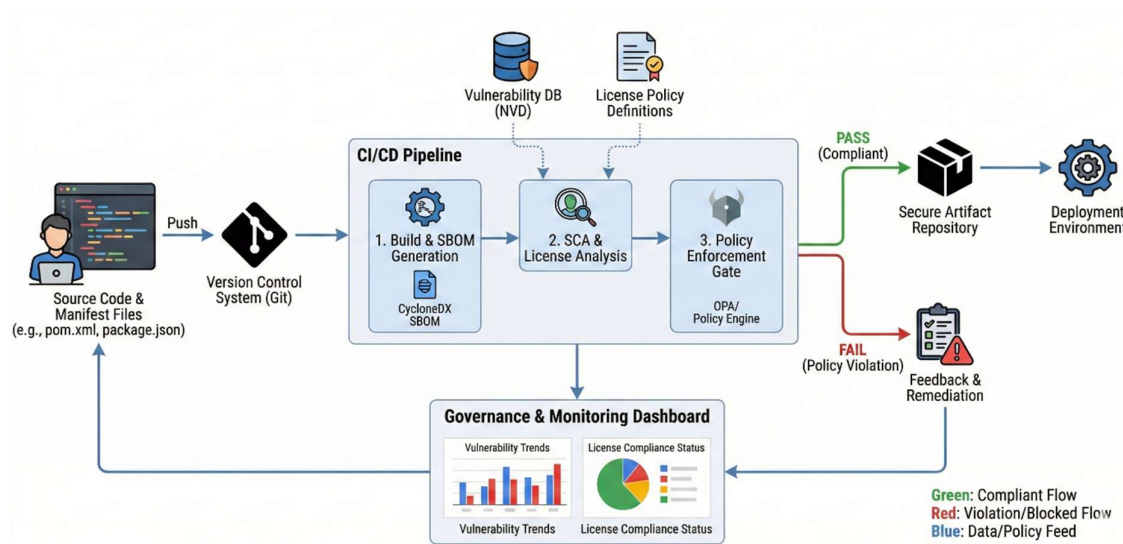 Vulnerability DB
(NVD)
License Policy
Definitions
CI/CD Pipeline
PASS
(Compliant)
Push
1. Build & SBOM
Generation
2. SCA &
License Analysis
3. Policy
Enforcement
Gate
Secure Artifact
Repository
Deployment
Environment
Version Control
System (Git)
CycloneDX
SBOM
OPA/
Policy Engine
Source Code &
Manifest Files
(e.g., pom.xml, package.json)
FAIL
(Policy Violation)
Feedback &
Remediation
Governance & Monitoring Dashboard
Vulnerability Trends
License Compliance Status
Vulnerability Trends
License Compliance Status
Green: Compliant Flow
Red: Violation/Blocked Flow
Blue: Data/Policy Feed